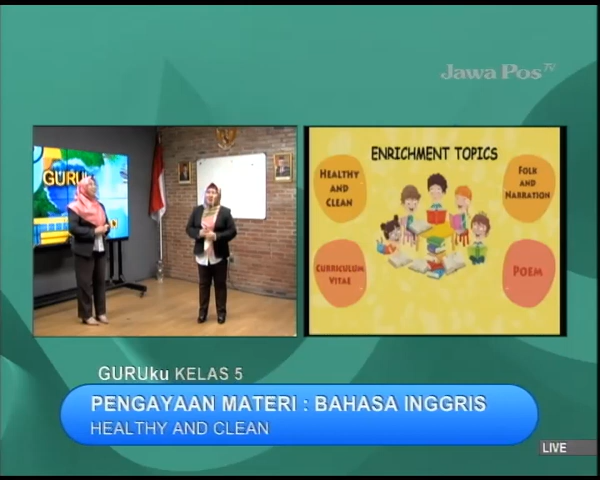 Jawa Pos TV
GURUku
ENRICHMENT TOPICS
HEALTHY
AND
CLEAN
FOLK
AND
NARRATION
CURRICULUM
VITAE
POEM
GURUku KELAS 5
PENGAYAAN MATERI : BAHASA INGGRIS
HEALTHY AND CLEAN
LIVE